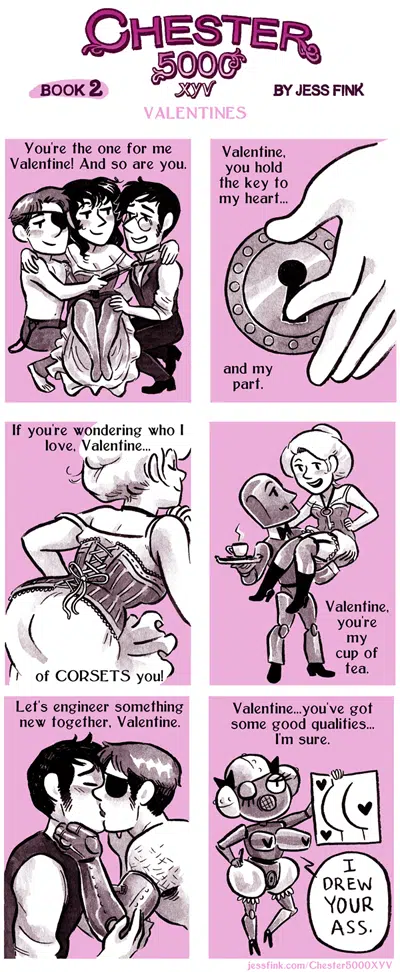 CHESTER
5000
XYV
BOOK 2
BY JESS FINK
VALENTINES
You're the one for me
Valentine! And so are you.
Valentine,
you hold
the key to
my heart...
and my
part.
If you're wondering who I
love, Valentine...
of CORSETS you!
Valentine,
you're
my
cup of
tea.
Let's engineer something
new together, Valentine.
Valentine...you've got
some good qualities...
I'm sure.
I
DREW
YOUR
ASS.
jessfink.com/Chester5000XYV